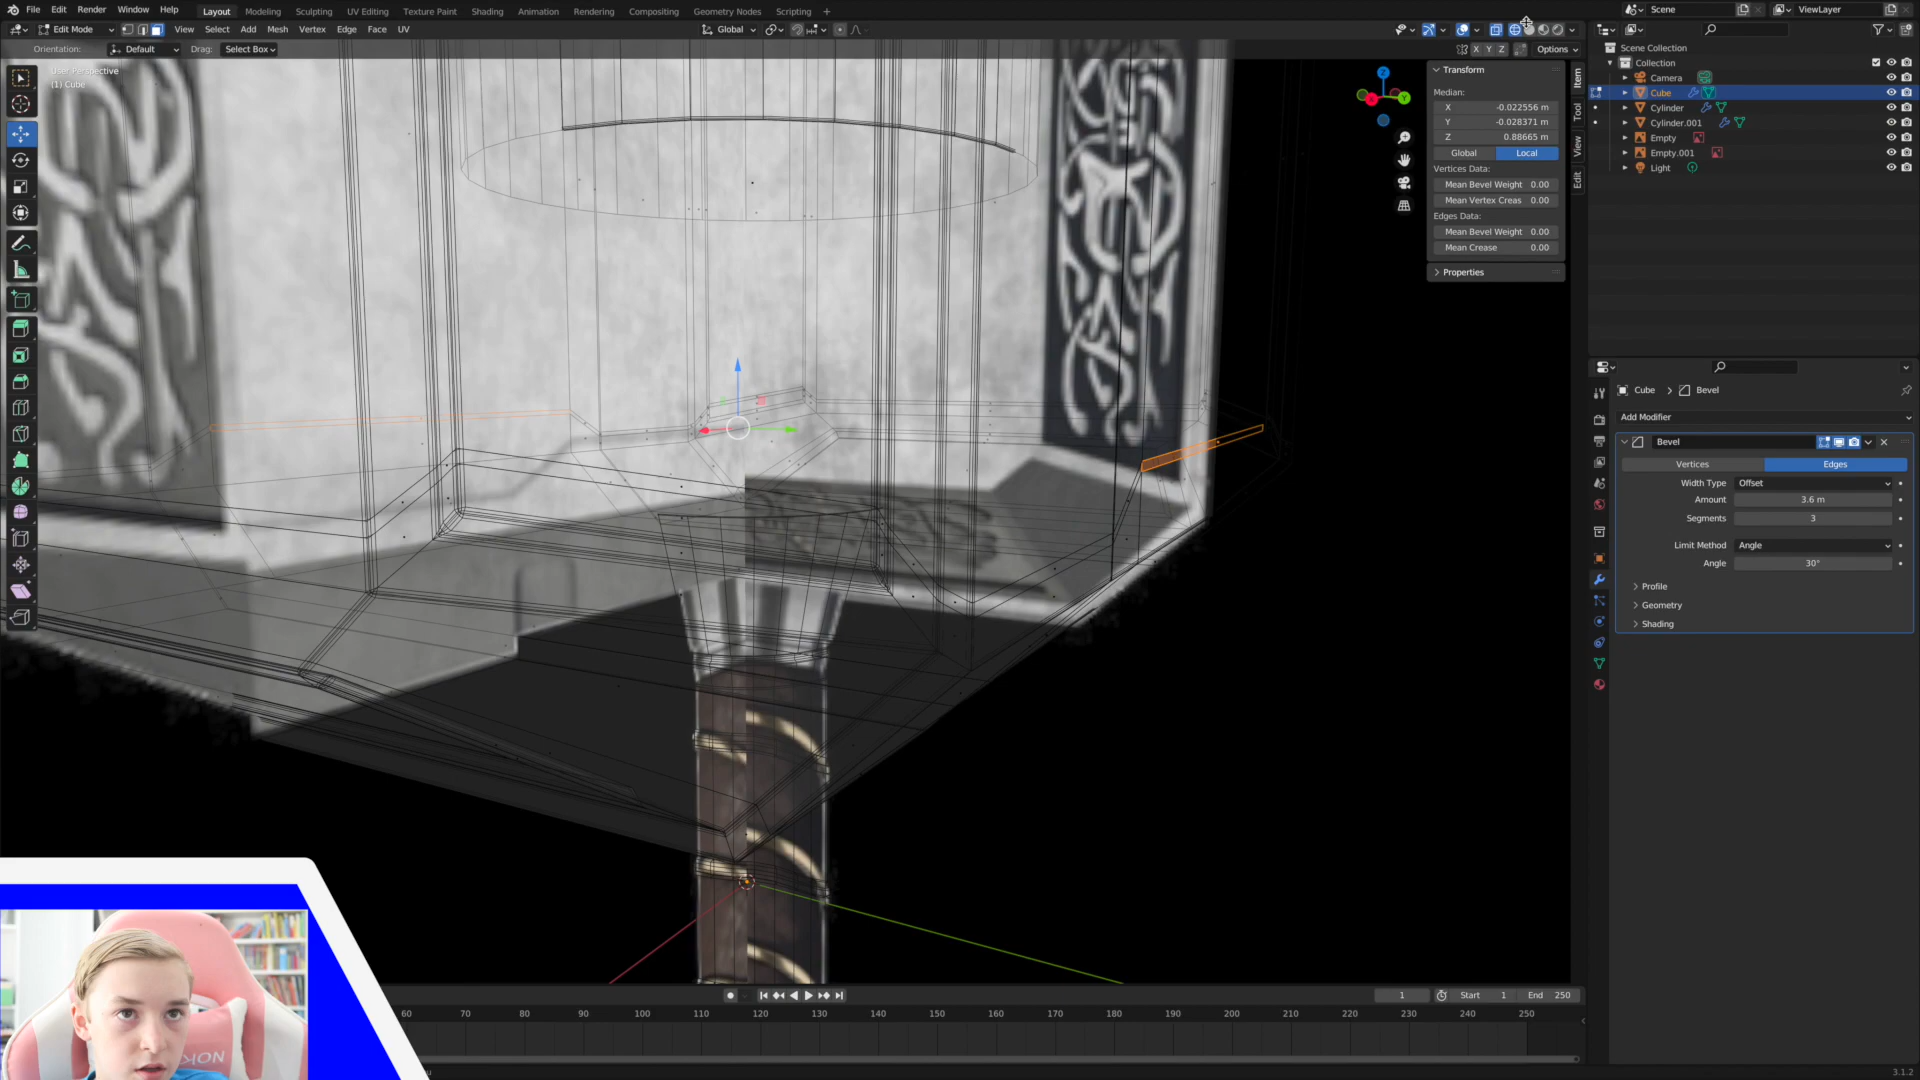 File Edit Render Window Help Layout Modeling Sculpting UV Editing Texture Paint Shading Animation Rendering Compositing Geometry Nodes Scripting + Scene ViewLayer
Edit Mode View Select Add Mesh Vertex Edge Face UV Global
Orientation: Default Drag: Select Box X Y Z Options
User Perspective
(1) Cube
Z
Transform
Median:
X -0.022556 m
Y -0.028371 m
Z 0.88665 m
Global Local
Vertices Data:
Mean Bevel Weight 0.00
Mean Vertex Creas 0.00
Edges Data:
Mean Bevel Weight 0.00
Mean Crease 0.00
Properties
Item
Tool
View
Edit
Scene Collection
Collection
Camera
Cube
Cylinder
Cylinder.001
Empty
Empty.001
Light
Cube > Bevel
Add Modifier
Bevel
Vertices Edges
Width Type Offset
Amount 3.6 m
Segments 3
Limit Method Angle
Angle 30°
Profile
Geometry
Shading
1 Start 1 End 250
60 70 80 90 100 110 120 130 140 150 160 170 180 190 200 210 220 230 240 250
NOKI
3.1.2